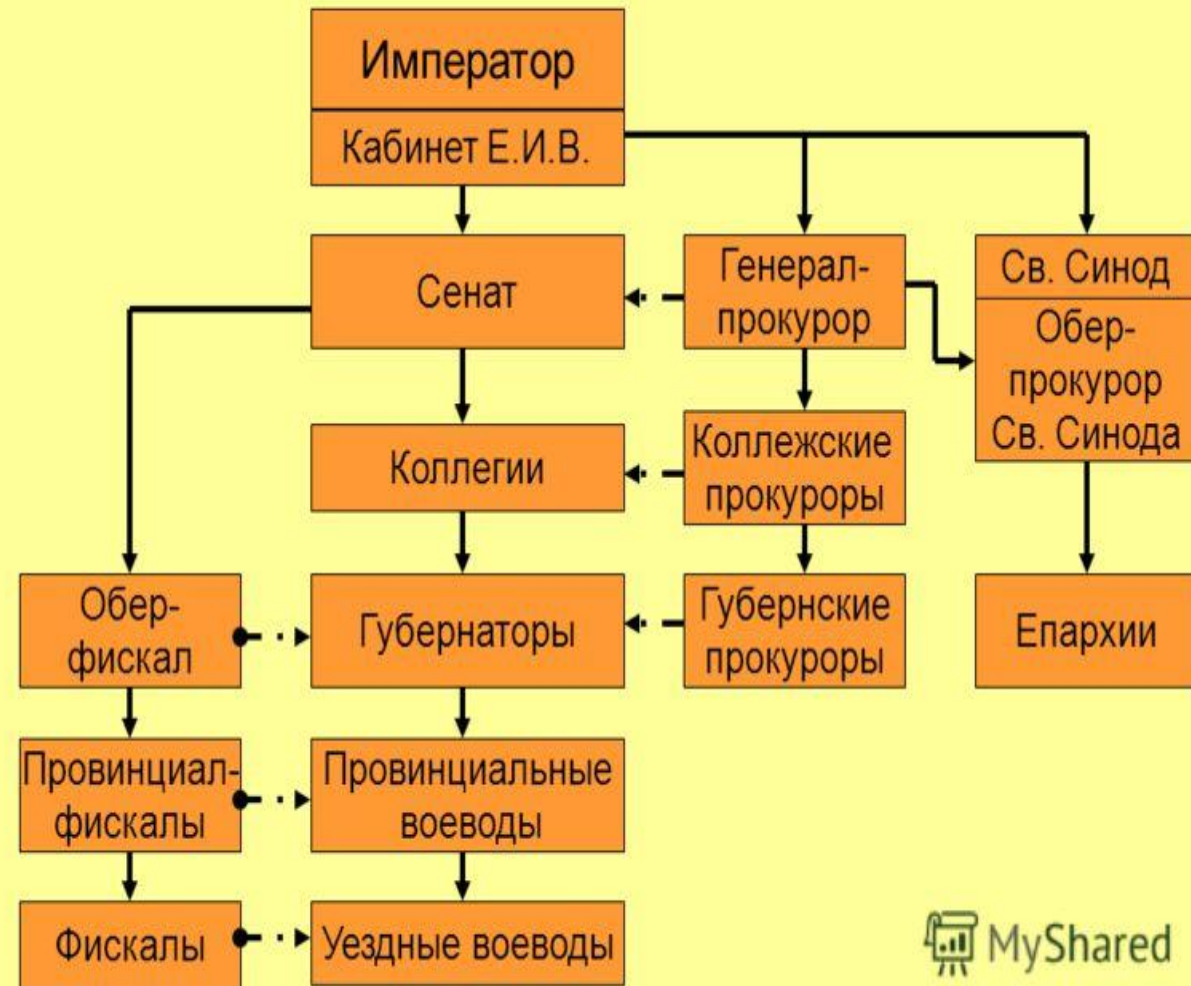 Император
Кабинет Е.И.В.
Сенат
Генерал-
прокурор
Св. Синод
Обер-
прокурор
Св. Синода
Коллегии
Коллежские
прокуроры
Обер-
фискал
Губернаторы
Губернские
прокуроры
Епархии
Провинциал-
фискалы
Провинциальные
воеводы
Фискалы
Уездные воеводы
MyShared